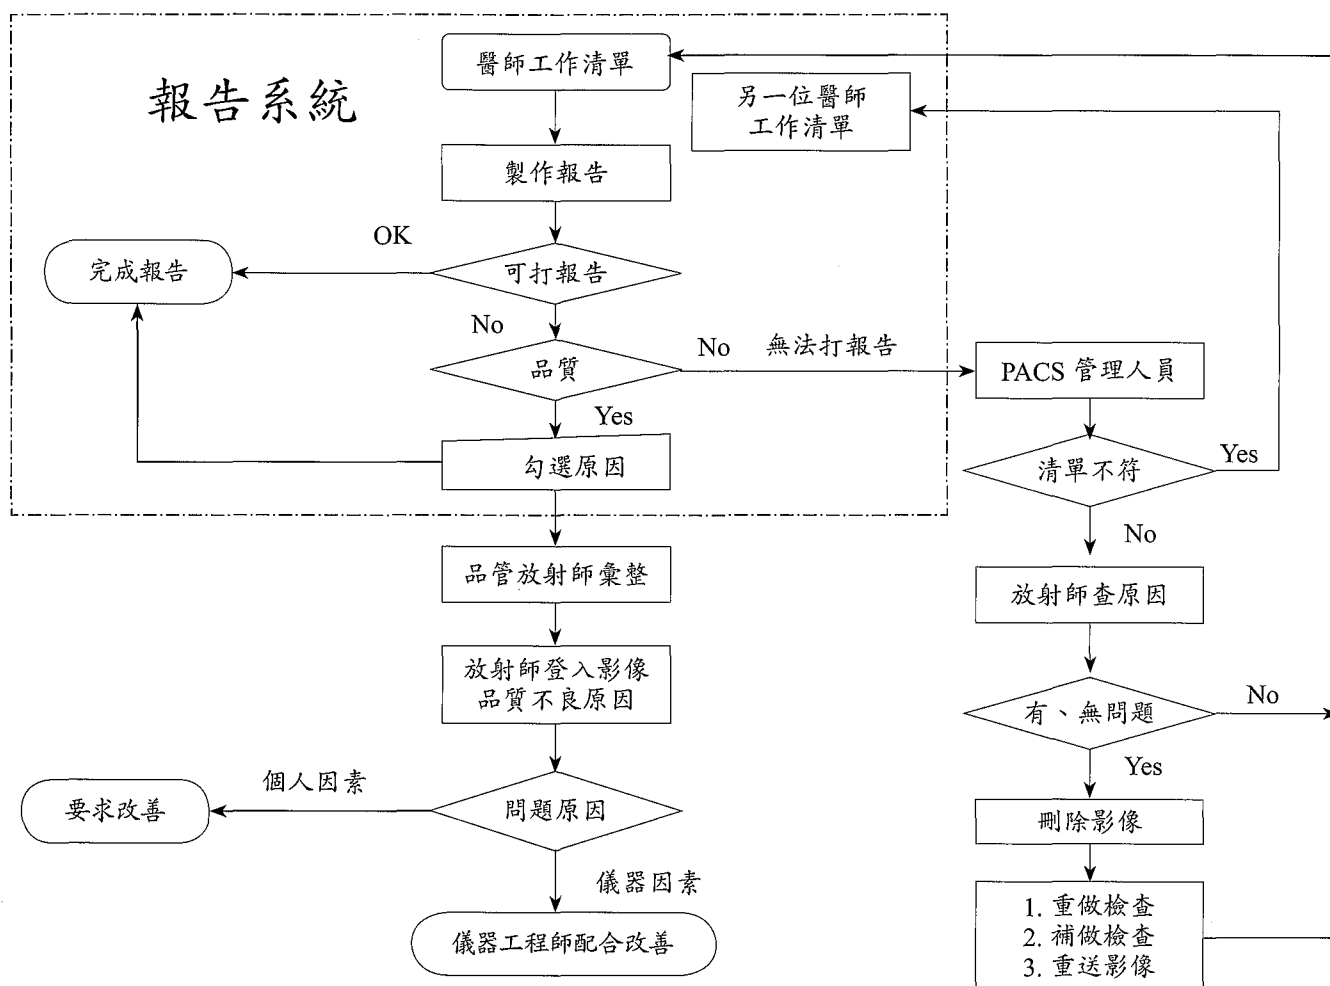 報告系統
醫師工作清單
另一位醫師
工作清單
製作報告
OK
完成報告
可打報告
No
品質
No 無法打報告
PACS 管理人員
Yes
勾選原因
清單不符
Yes
No
品管放射師彙整
放射師查原因
放射師登入影像
品質不良原因
有、無問題
No
Yes
個人因素
要求改善
問題原因
刪除影像
儀器因素
儀器工程師配合改善
1. 重做檢查
2. 補做檢查
3. 重送影像